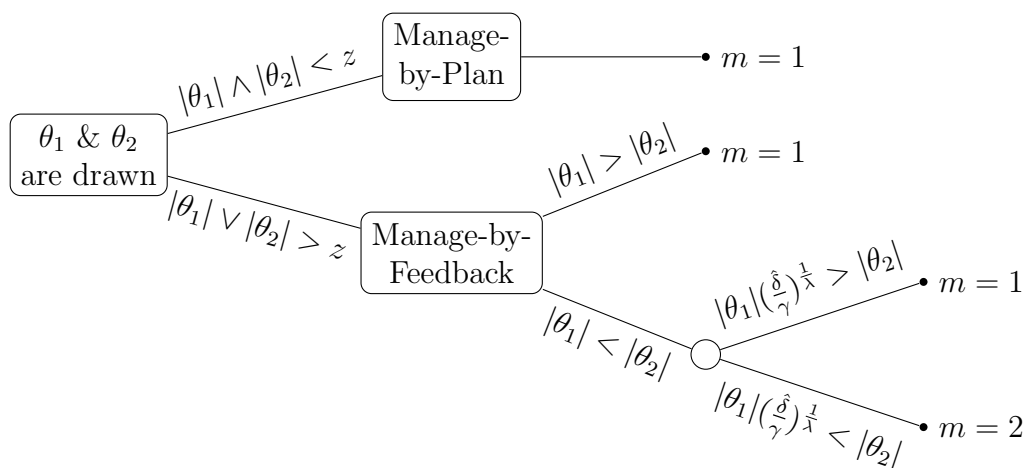 Manage-
by-Plan
m = 1
|θ₁| ∧ |θ₂| < z
θ₁ & θ₂
are drawn
|θ₁| ∨ |θ₂| > z
Manage-by-
Feedback
|θ₁| > |θ₂|
m = 1
|θ₁| < |θ₂|
|θ₁|(δ̂/γ)^{1/λ} > |θ₂|
m = 1
|θ₁|(δ̂/γ)^{1/λ} < |θ₂|
m = 2